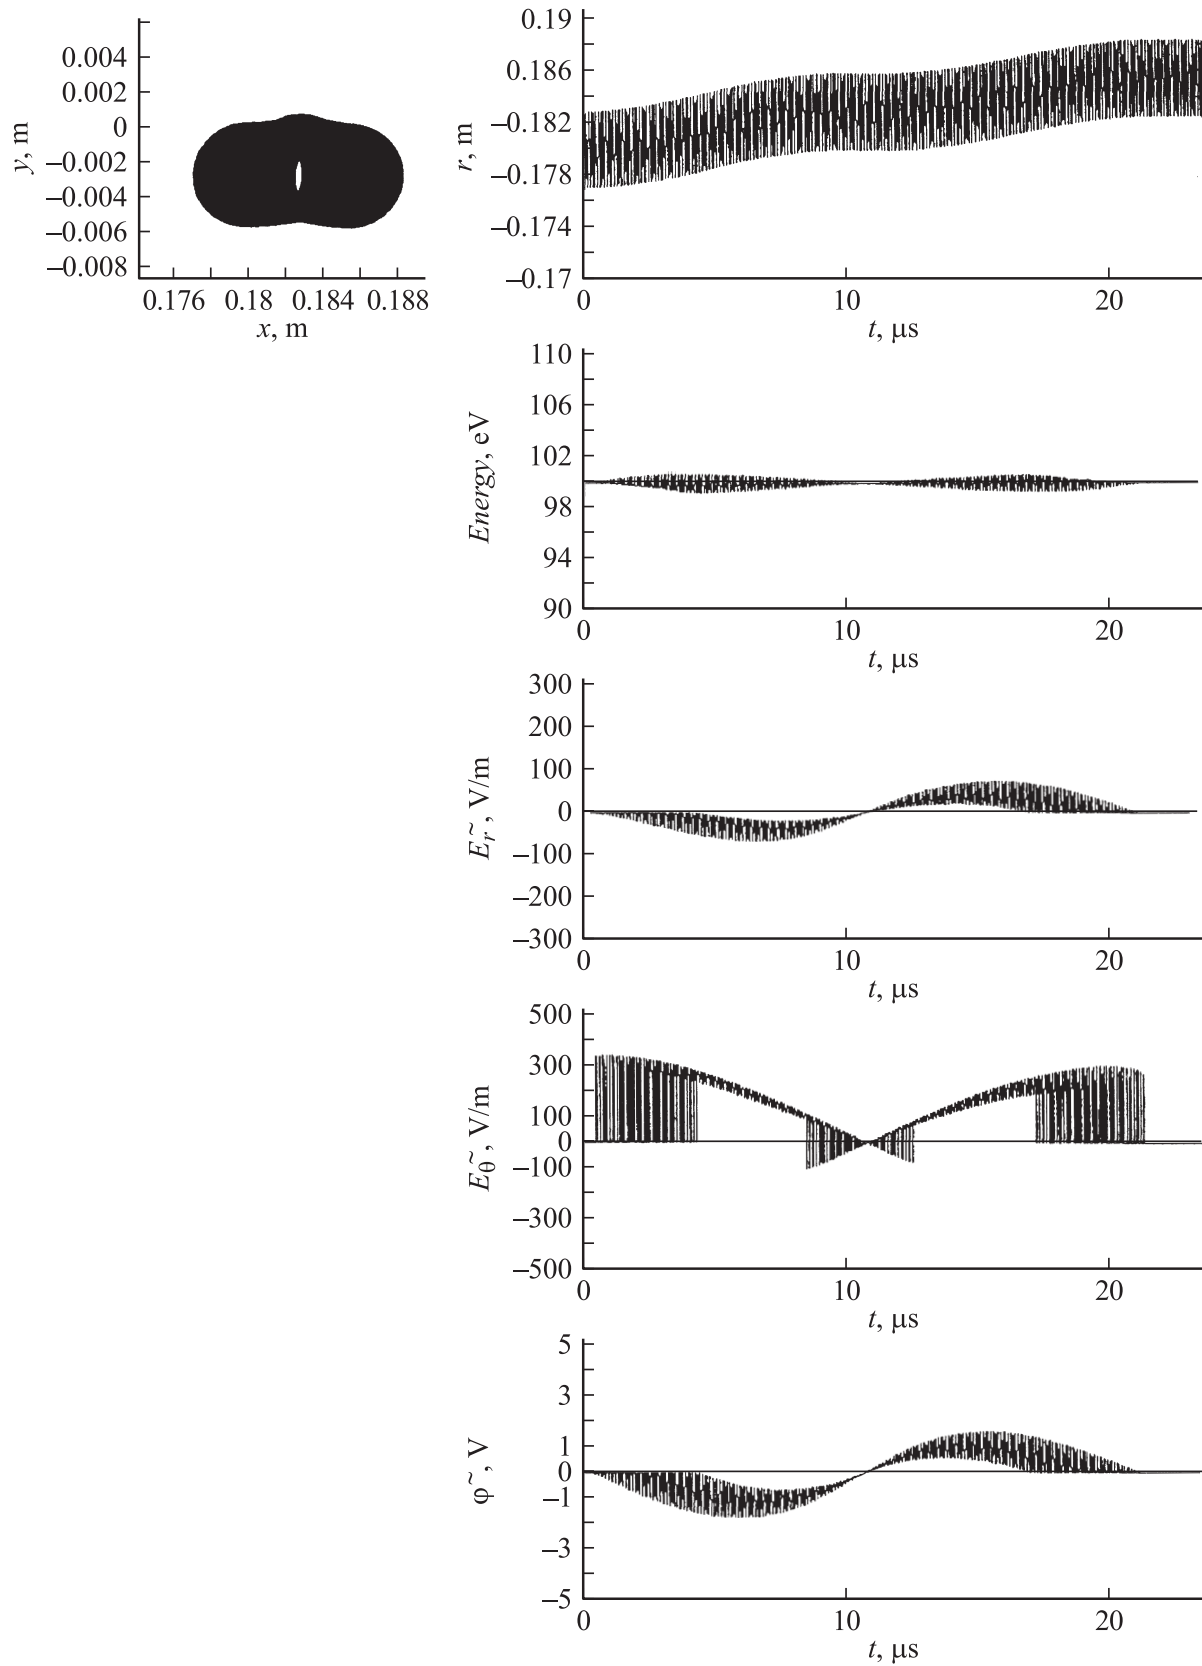 y, m
0.004
0.002
0
−0.002
−0.004
−0.006
−0.008
0.176 0.18 0.184 0.188
x, m
r, m
0.19
0.186
−0.182
−0.178
−0.174
−0.17
0 10 20
t, μs
Energy, eV
110
106
102
98
94
90
0 10 20
t, μs
E_r~, V/m
300
200
100
0
−100
−200
−300
0 10 20
t, μs
E_θ~, V/m
500
300
100
0
−100
−300
−500
0 10 20
t, μs
φ~, V
5
3
1
0
−1
−3
−5
0 10 20
t, μs